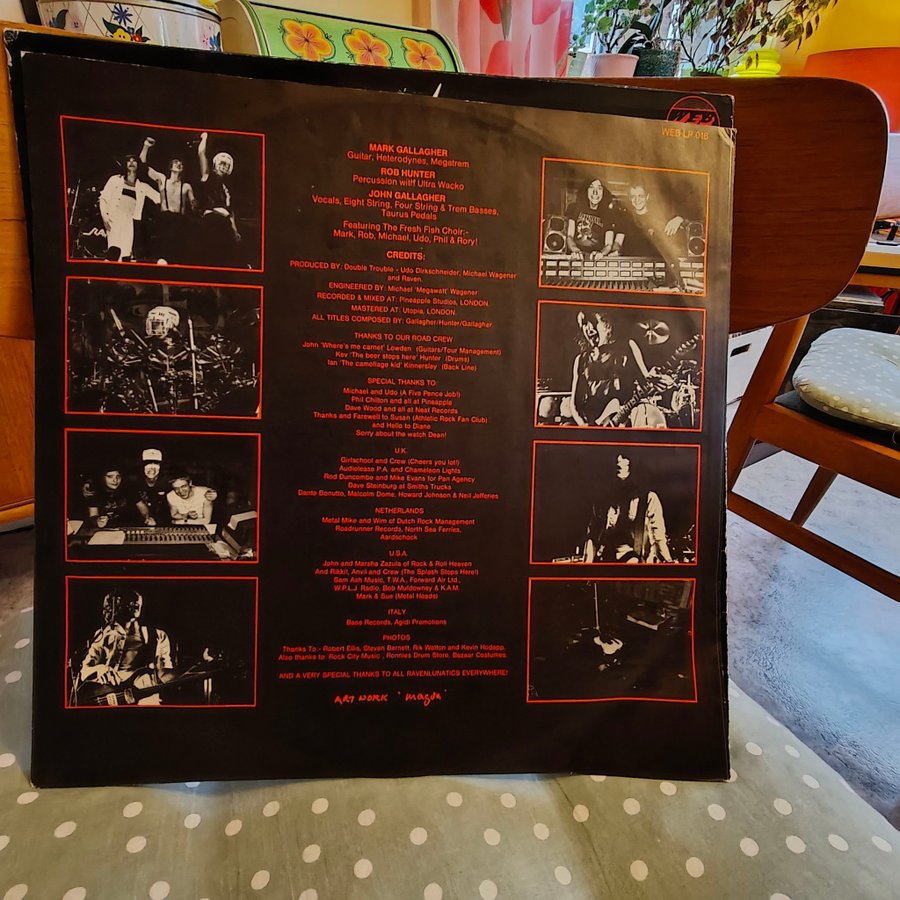 WEB
WEB LP 016
MARK GALLAGHER
Guitar, Heterodynes, Megatrem
ROB HUNTER
Percussion with Ultra Wacko
JOHN GALLAGHER
Vocals, Eight String, Four String & Trem Basses,
Taurus Pedals
Featuring The Fresh Fish Choir:-
Mark, Rob, Michael, Udo, Phil & Rory!
CREDITS:
PRODUCED BY: Double Trouble - Udo Dirkschneider, Michael Wagener
and Raven.
ENGINEERED BY: Michael 'Megawatt' Wagener
RECORDED & MIXED AT: Pineapple Studios, LONDON.
MASTERED AT: Utopia, LONDON.
ALL TITLES COMPOSED BY: Gallagher/Hunter/Gallagher
THANKS TO OUR ROAD CREW
John 'Where's me carnet' Lowden (Guitars/Tour Management)
Kev 'The beer stops here' Hunter (Drums)
Ian 'The camoflage kid' Kinnersley (Back Line)
SPECIAL THANKS TO:
Michael and Udo (A Five Pence Job!)
Phil Chilton and all at Pineapple
Dave Wood and all at Neat Records
Thanks and Farewell to Susan (Athletic Rock Fan Club)
and Hello to Diane
Sorry about the watch Dean!
U.K
Girlschool and Crew (Cheers you lot!)
Audiolease P.A. and Chameleon Lights
Rod Duncombe and Mike Evans for Pan Agency
Dave Steinburg at Smiths Trucks
Dante Bonutto, Malcolm Dome, Howard Johnson & Neil Jefferies
NETHERLANDS
Metal Mike and Wim of Dutch Rock Management
Roadrunner Records, North Sea Ferries,
Aardschock
U.S.A.
John and Marsha Zazula of Rock & Roll Heaven
And Rikkit, Anvil and Crew (The Splash Stops Here!)
Sam Ash Music, T.W.A., Forward Air Ltd.,
W.P.L.J Radio, Bob Muldowney & K.A.M.
Mark & Sue (Metal Heads)
ITALY
Base Records, Agidi Promotions
PHOTOS
Thanks To:- Robert Ellis, Steven Bernett, Rik Walton and Kevin Hodapp.
Also thanks to: Rock City Music, Ronnies Drum Store, Bazaar Costumes.
AND A VERY SPECIAL THANKS TO ALL RAVENLUNATICS EVERYWHERE!
ART WORK 'Magda'